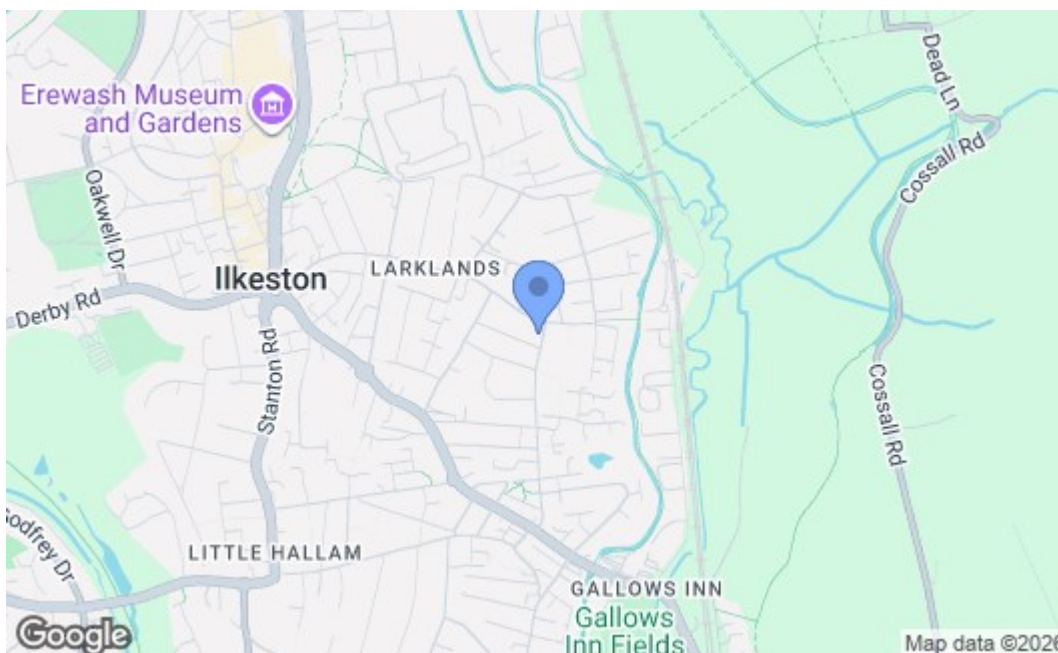 Erewash Museum
and Gardens
Dead Ln
Cossall Rd
Oakwell Dr
Ilkeston
LARKLANDS
Derby Rd
Stanton Rd
Cossall Rd
Godfrey Dr
LITTLE HALLAM
GALLOWS INN
Gallows
Inn Fields
Google
Map data ©2026